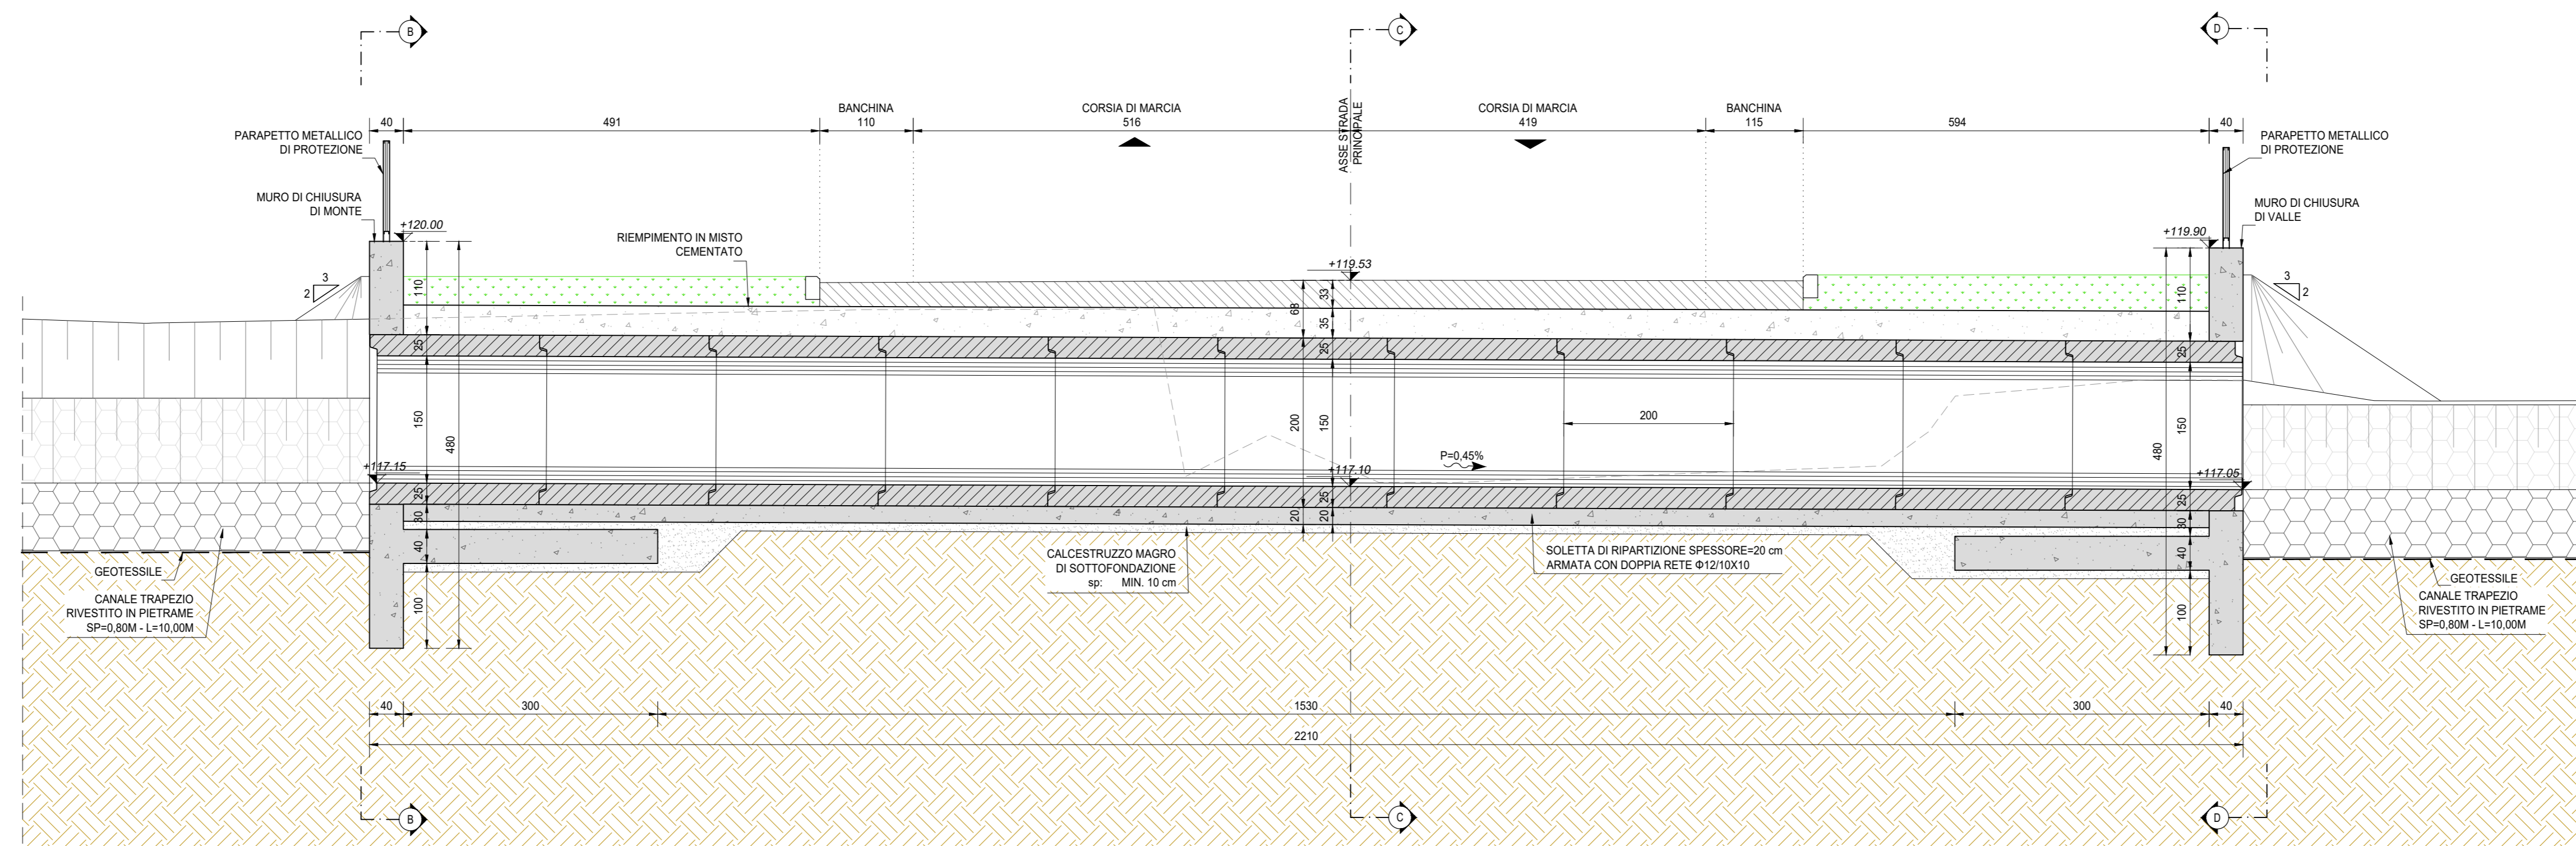 B
C
D
BANCHINA
CORSIA DI MARCIA
ASSE STRADA
PRINCIPALE
CORSIA DI MARCIA
BANCHINA
40
491
110
516
419
115
594
40
PARAPETTO METALLICO
DI PROTEZIONE
PARAPETTO METALLICO
DI PROTEZIONE
MURO DI CHIUSURA
DI MONTE
MURO DI CHIUSURA
DI VALLE
+120.00
+119.90
RIEMPIMENTO IN MISTO
CEMENTATO
+119.53
3
2
3
2
110
68
33
35
110
25
25
25
150
480
200
150
200
480
150
P=0,45%
+117.15
+117.10
+117.05
25
25
25
30
20
20
30
40
40
100
100
GEOTESSILE
CANALE TRAPEZIO
RIVESTITO IN PIETRAME
SP=0,80M - L=10,00M
CALCESTRUZZO MAGRO
DI SOTTOFONDAZIONE
sp: MIN. 10 cm
SOLETTA DI RIPARTIZIONE SPESSORE=20 cm
ARMATA CON DOPPIA RETE Φ12/10X10
GEOTESSILE
CANALE TRAPEZIO
RIVESTITO IN PIETRAME
SP=0,80M - L=10,00M
40
300
1530
300
40
2210
B
C
D